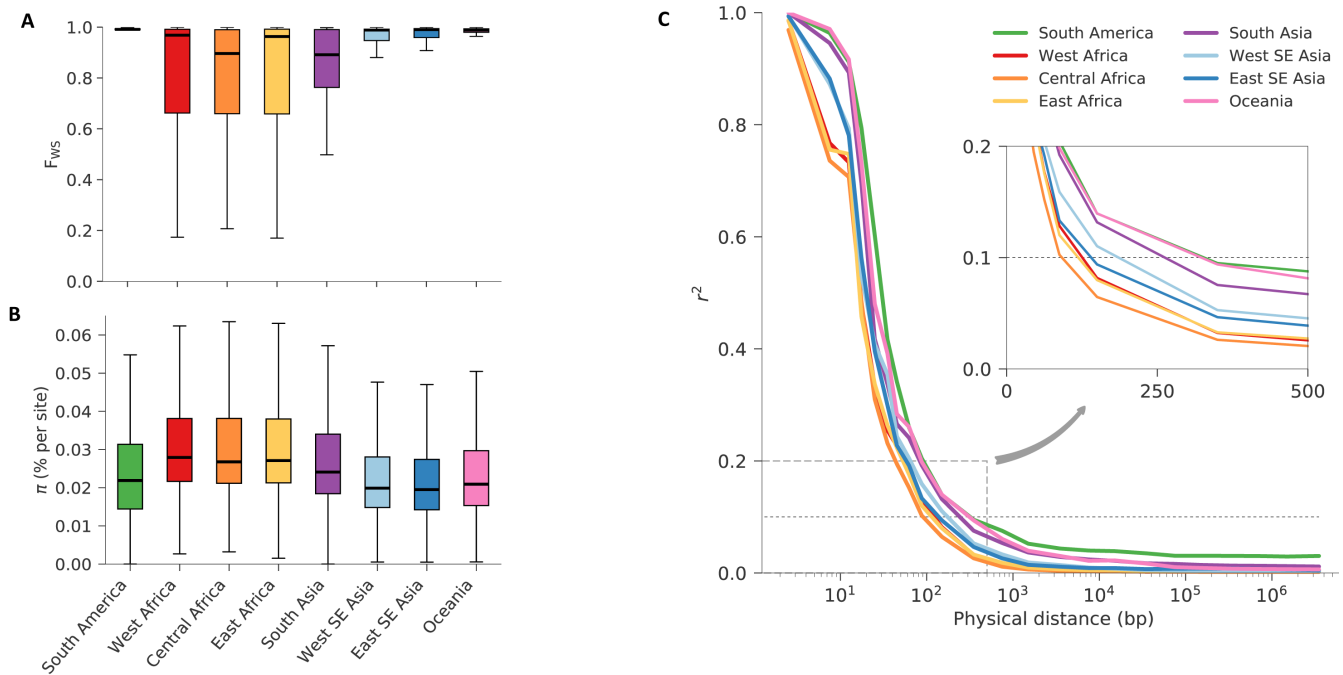 A
F_WS
1.0
0.8
0.6
0.4
0.2
0.0
B
π (% per site)
0.06
0.05
0.04
0.03
0.02
0.01
0.00
South America
West Africa
Central Africa
East Africa
South Asia
West SE Asia
East SE Asia
Oceania
C
r²
1.0
0.8
0.6
0.4
0.2
0.0
South America
West Africa
Central Africa
East Africa
South Asia
West SE Asia
East SE Asia
Oceania
0.2
0.1
0.0
0 250 500
10¹ 10² 10³ 10⁴ 10⁵ 10⁶
Physical distance (bp)